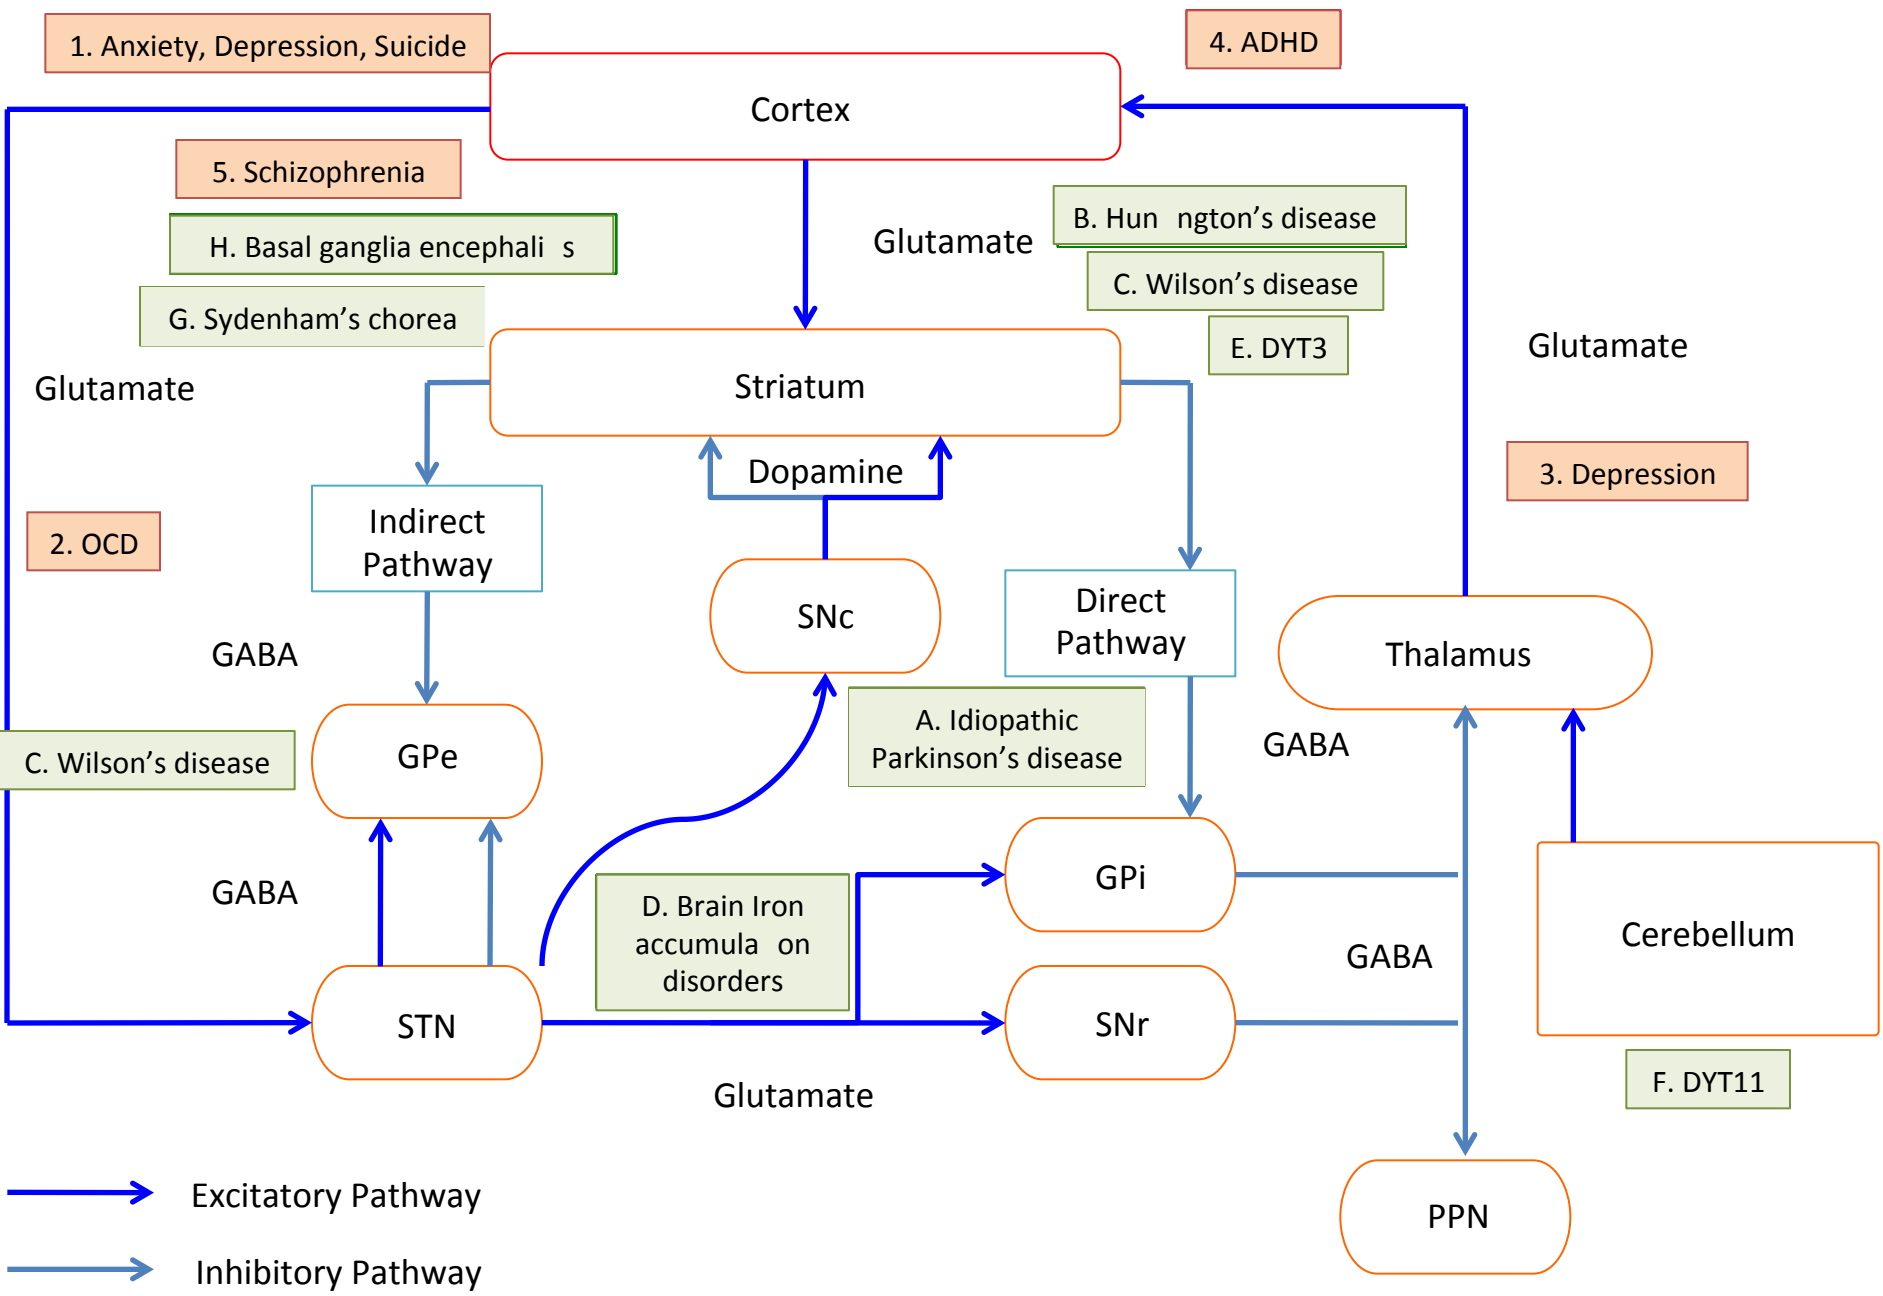 1. Anxiety, Depression, Suicide
4. ADHD
Cortex
5. Schizophrenia
B. Hun ngton's disease
Glutamate
H. Basal ganglia encephali s
C. Wilson's disease
G. Sydenham's chorea
E. DYT3
Glutamate
Glutamate
Striatum
Dopamine
3. Depression
Indirect
Pathway
2. OCD
SNc
Direct
Pathway
GABA
Thalamus
A. Idiopathic
Parkinson's disease
GABA
GPe
C. Wilson's disease
GPi
GABA
D. Brain Iron
accumula on
disorders
Cerebellum
GABA
STN
SNr
F. DYT11
Glutamate
Excitatory Pathway
PPN
Inhibitory Pathway